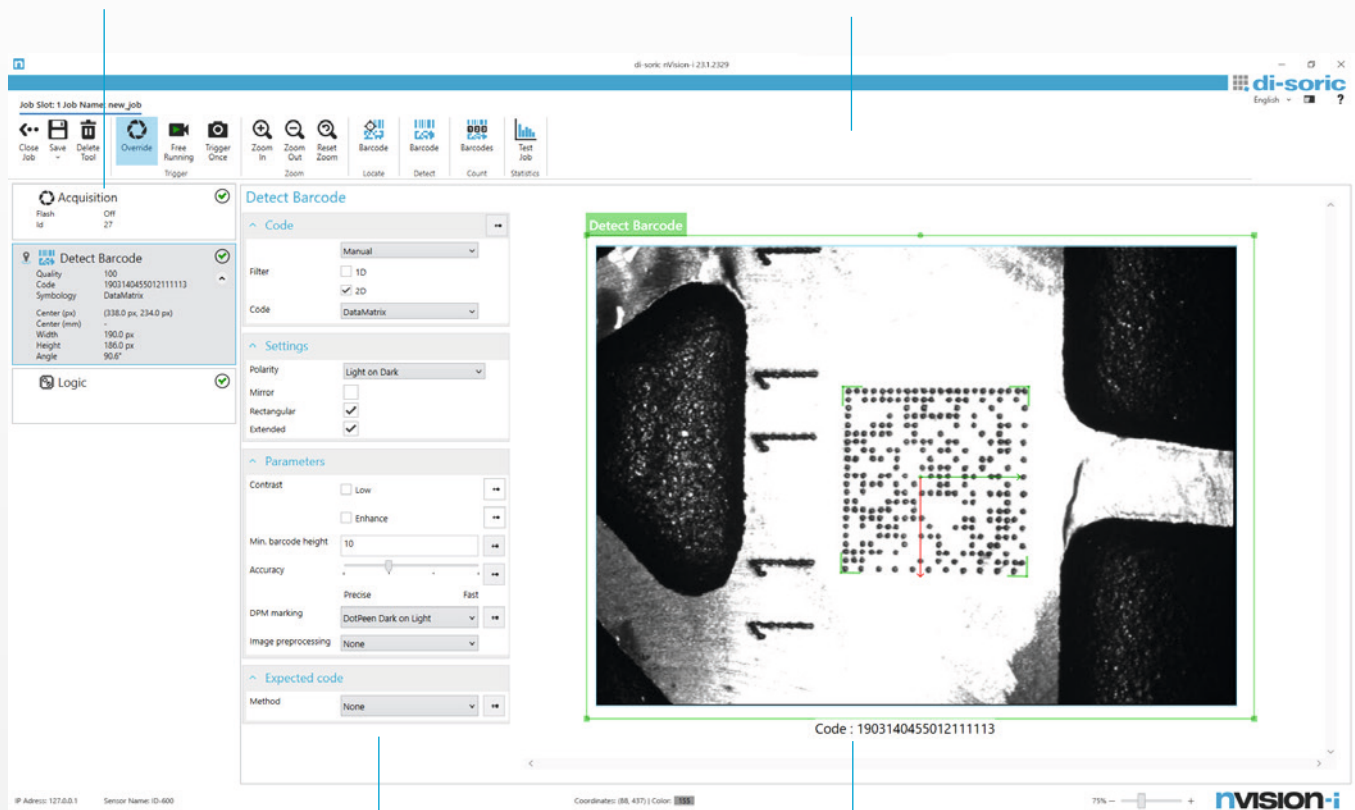 di-soric nVision-i 23.1.2329
di-soric
Job Slot: 1 Job Name: new_job
English
?
Close Job
Save
Delete Tool
Override
Free Running
Trigger Once
Zoom In
Zoom Out
Reset Zoom
Barcode
Barcode
Barcodes
Test Job
Trigger
Zoom
Locate
Detect
Count
Statistics
Acquisition
Flash Off
Id 27
Detect Barcode
Quality 100
Code 1903140455012111113
Symbology DataMatrix
Center (px) (338.0 px, 234.0 px)
Center (mm) -
Width 190.0 px
Height 186.0 px
Angle 90.6°
Logic
Detect Barcode
Code
Manual
Filter 1D
2D
Code DataMatrix
Settings
Polarity Light on Dark
Mirror
Rectangular
Extended
Parameters
Contrast Low
Enhance
Min. barcode height 10
Accuracy
Precise Fast
DPM marking DotPeen Dark on Light
Image preprocessing None
Expected code
Method None
Detect Barcode
Code : 1903140455012111113
IP Adress: 127.0.0.1 Sensor Name: ID-600
Coordinates: (88, 437) | Color: 155
75% − +
nVISION-i